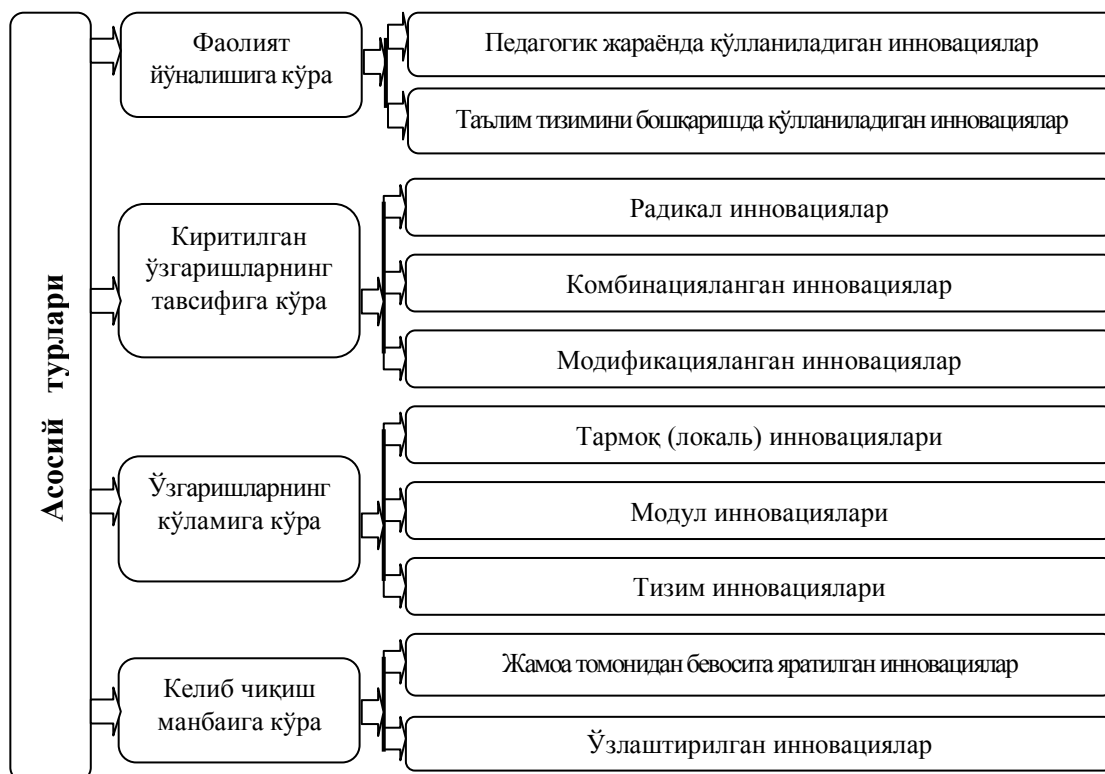 Асосий турлари
Фаолият
йўналишига кўра
Педагогик жараёнда қўлланиладиган инновациялар
Таълим тизимини бошқаришда қўлланиладиган инновациялар
Киритилган
ўзгаришларнинг
тавсифига кўра
Радикал инновациялар
Комбинацияланган инновациялар
Модификацияланган инновациялар
Ўзгаришларнинг
кўламига кўра
Тармоқ (локаль) инновациялари
Модул инновациялари
Тизим инновациялари
Келиб чиқиш
манбаига кўра
Жамоа томонидан бевосита яратилган инновациялар
Ўзлаштирилган инновациялар